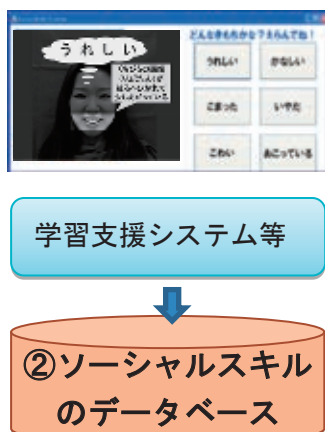 どんなきもちかな？えらんでね！
うれしい
うれしい
かなしい
こまった
いやだ
こわい
おこっている
学習支援システム等
②ソーシャルスキル
のデータベース